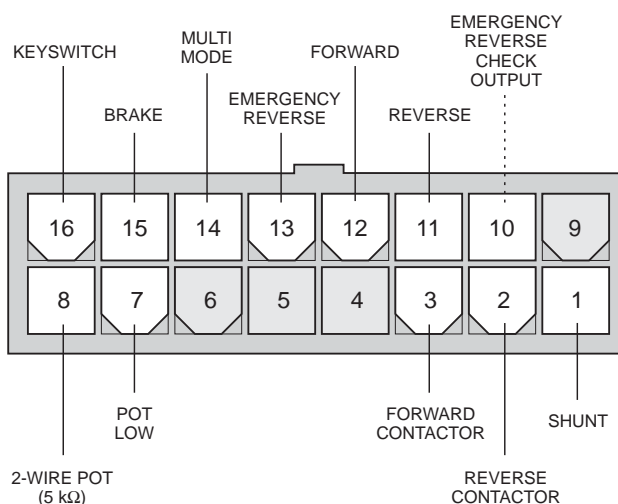 KEYSWITCH
BRAKE
MULTI
MODE
EMERGENCY
REVERSE
FORWARD
REVERSE
EMERGENCY
REVERSE
CHECK
OUTPUT
16 15 14 13 12 11 10 9
8 7 6 5 4 3 2 1
2-WIRE POT
(5 kΩ)
POT
LOW
FORWARD
CONTACTOR
REVERSE
CONTACTOR
SHUNT